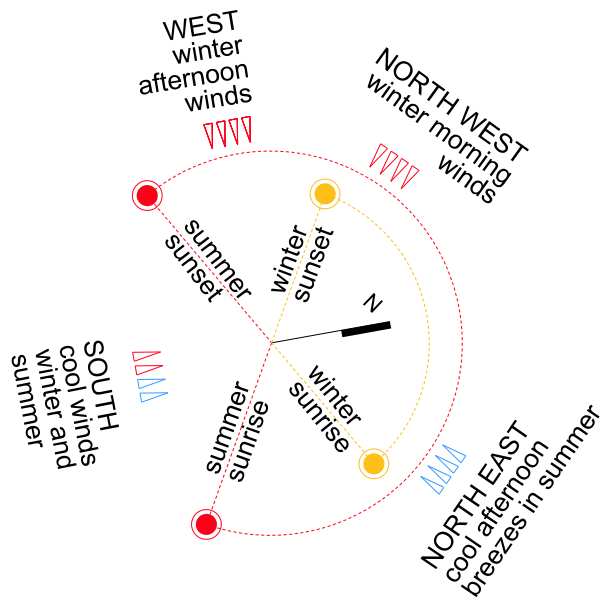 WEST
winter
afternoon
winds
NORTH WEST
winter morning
winds
summer
sunset
winter
sunset
N
SOUTH
cool winds
winter and
summer
summer
sunrise
winter
sunrise
NORTH EAST
cool afternoon
breezes in summer